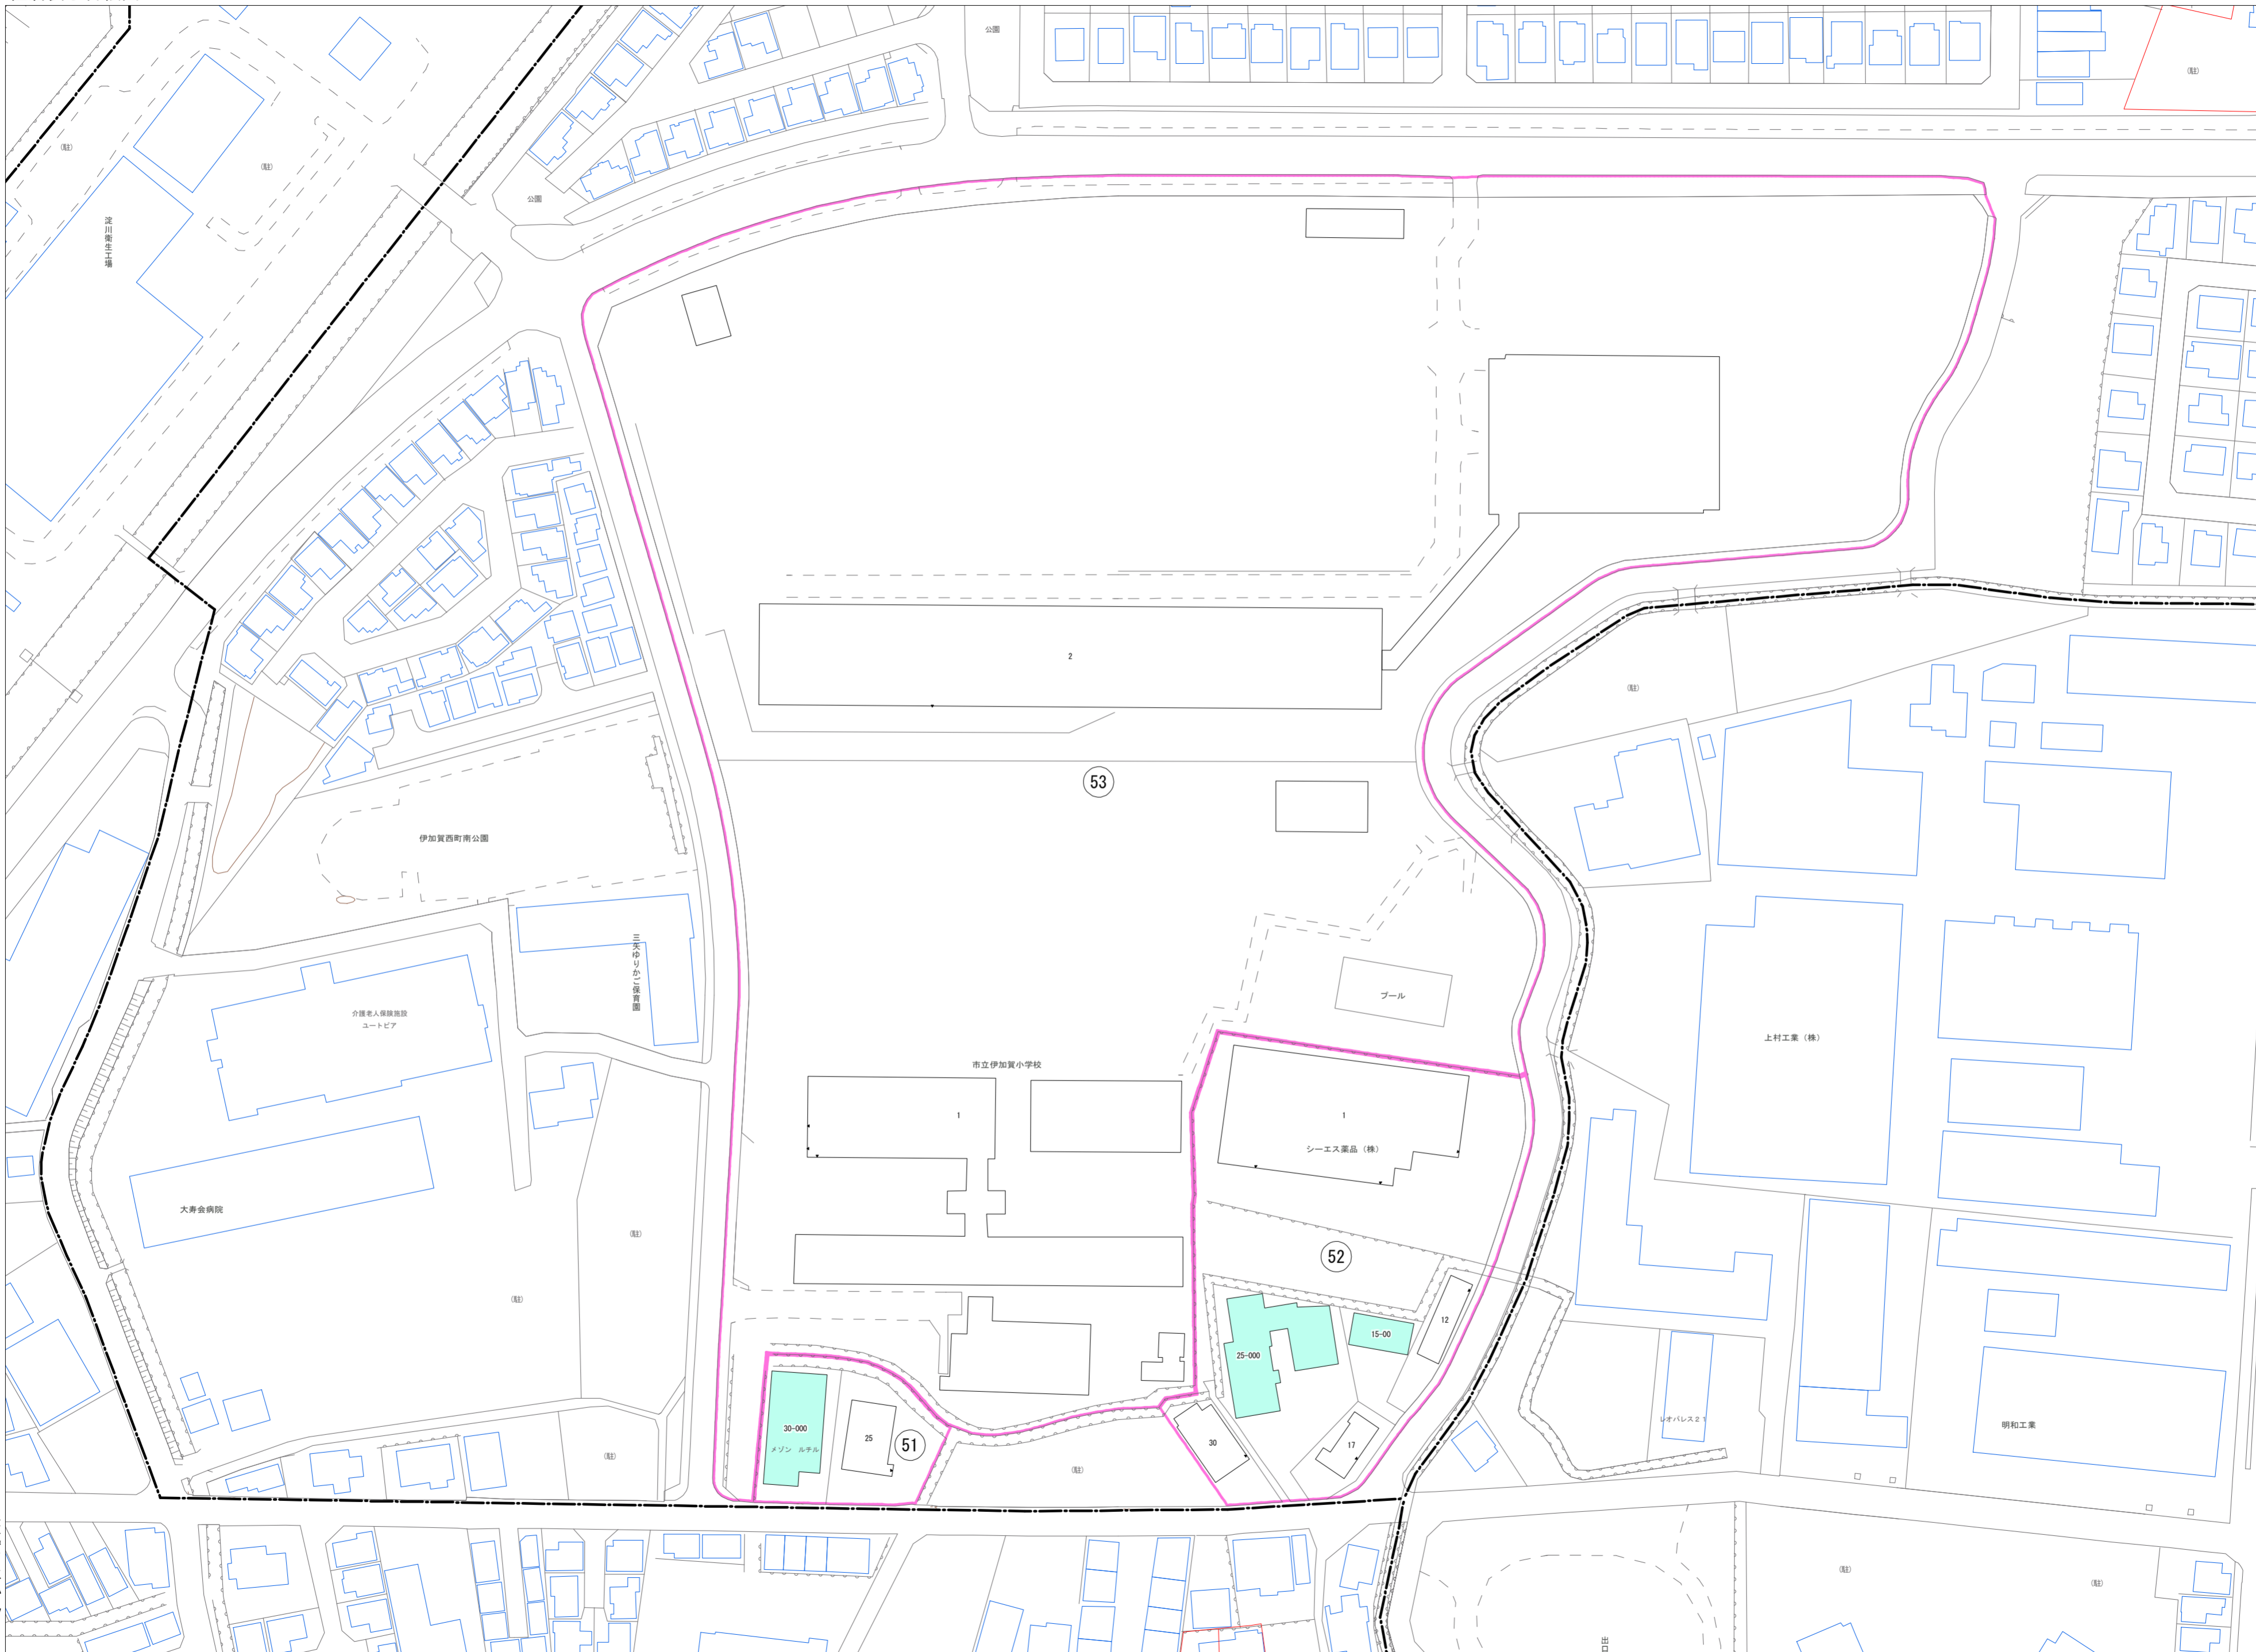 公園
(駐)
(駐)
(駐)
公園
淀川衛生工場
2
(駐)
53
伊加賀西町南公園
三矢ゆりかご保育園
プール
介護老人保険施設
ユートピア
上村工業（株）
市立伊加賀小学校
1
1
シーエス薬品（株）
大寿会病院
(駐)
52
(駐)
12
15-00
25-000
レオパレス21
明和工業
30-000
メゾン　ルチル
25
51
30
17
(駐)
(駐)
(駐)
(駐)
出口